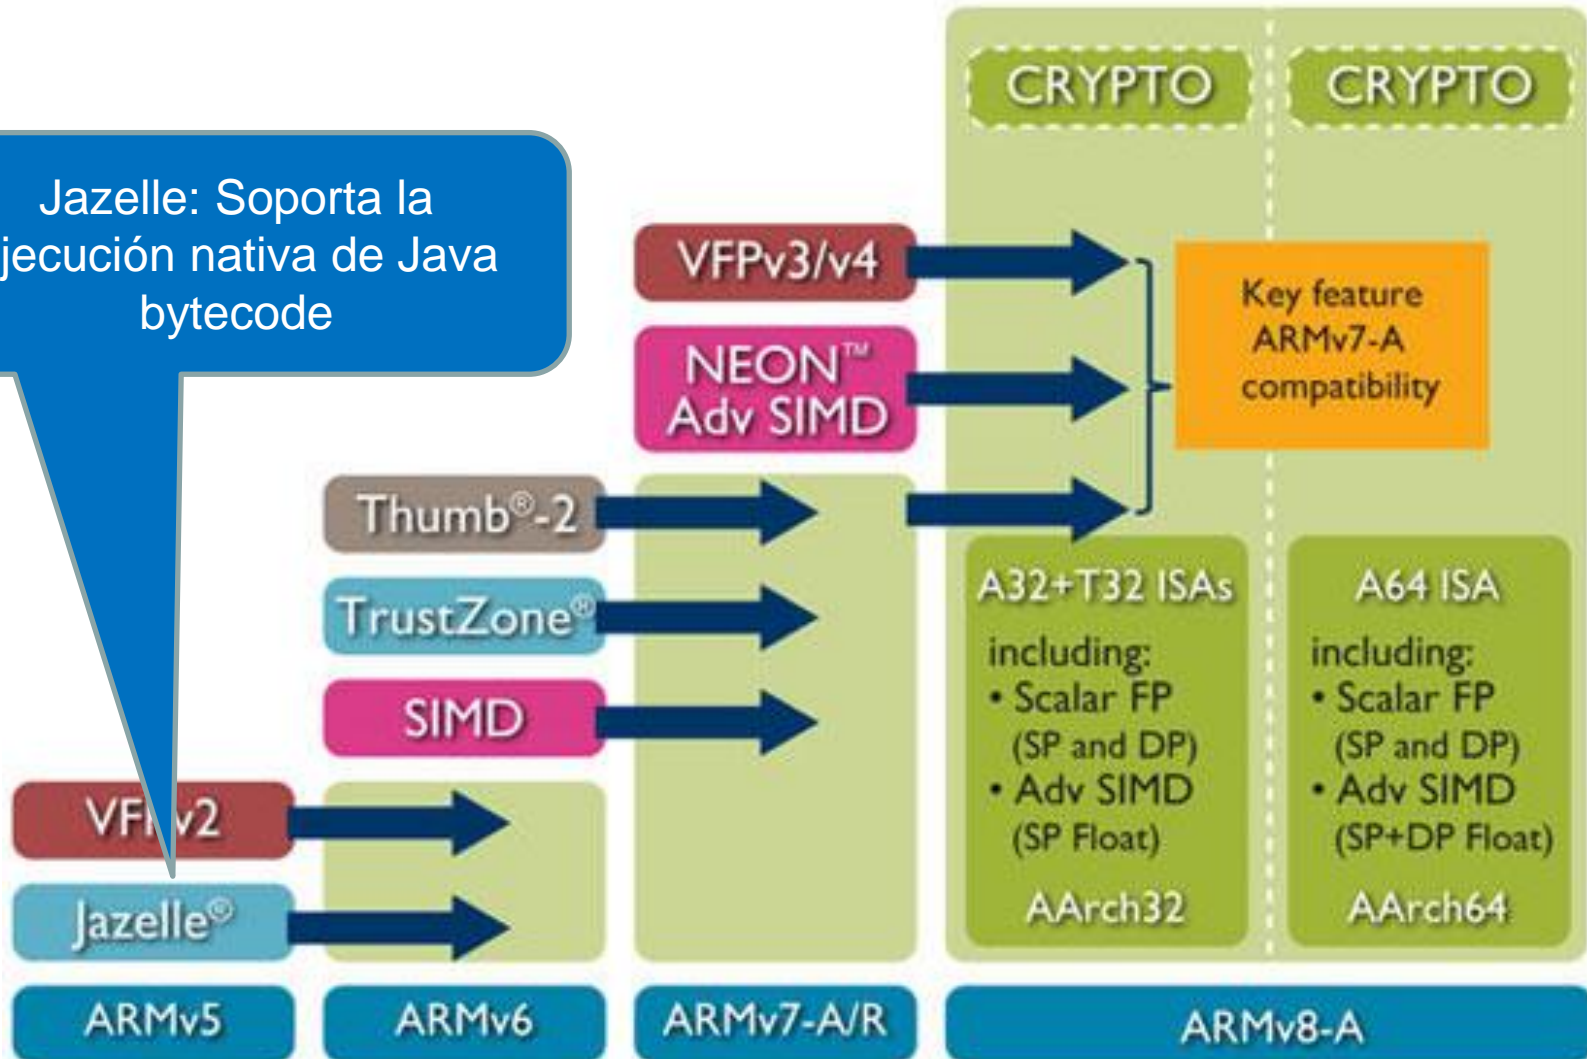 CRYPTO
CRYPTO
Jazelle: Soporta la
jecución nativa de Java
bytecode
VFPv3/v4
NEON™
Adv SIMD
Key feature
ARMv7-A
compatibility
Thumb®-2
TrustZone®
SIMD
A32+T32 ISAs
including:
• Scalar FP
(SP and DP)
• Adv SIMD
(SP Float)
AArch32
A64 ISA
including:
• Scalar FP
(SP and DP)
• Adv SIMD
(SP+DP Float)
AArch64
VFPv2
Jazelle®
ARMv5
ARMv6
ARMv7-A/R
ARMv8-A